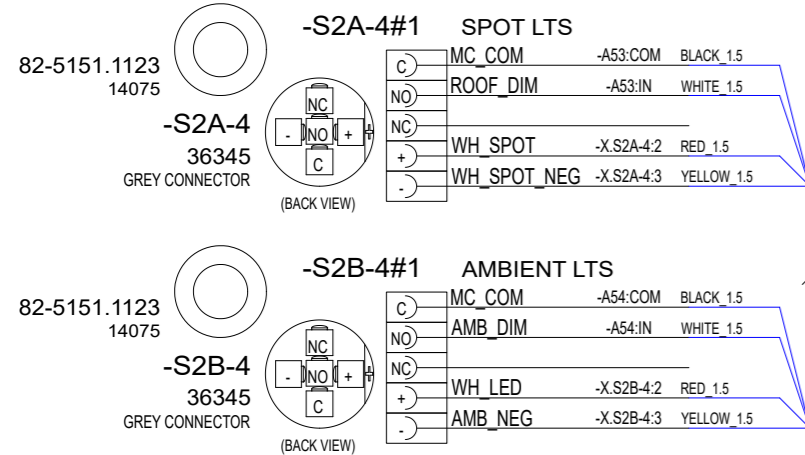 -S2A-4#1 SPOT LTS
82-5151.1123
14075
-S2A-4
36345
GREY CONNECTOR
NC
- NO +
C
(BACK VIEW)
C MC_COM -A53:COM BLACK_1.5
NO ROOF_DIM -A53:IN WHITE_1.5
NC
+ WH_SPOT -X.S2A-4:2 RED_1.5
- WH_SPOT_NEG -X.S2A-4:3 YELLOW_1.5
-S2B-4#1 AMBIENT LTS
82-5151.1123
14075
-S2B-4
36345
GREY CONNECTOR
NC
- NO +
C
(BACK VIEW)
C MC_COM -A54:COM BLACK_1.5
NO AMB_DIM -A54:IN WHITE_1.5
NC
+ WH_LED -X.S2B-4:2 RED_1.5
- AMB_NEG -X.S2B-4:3 YELLOW_1.5